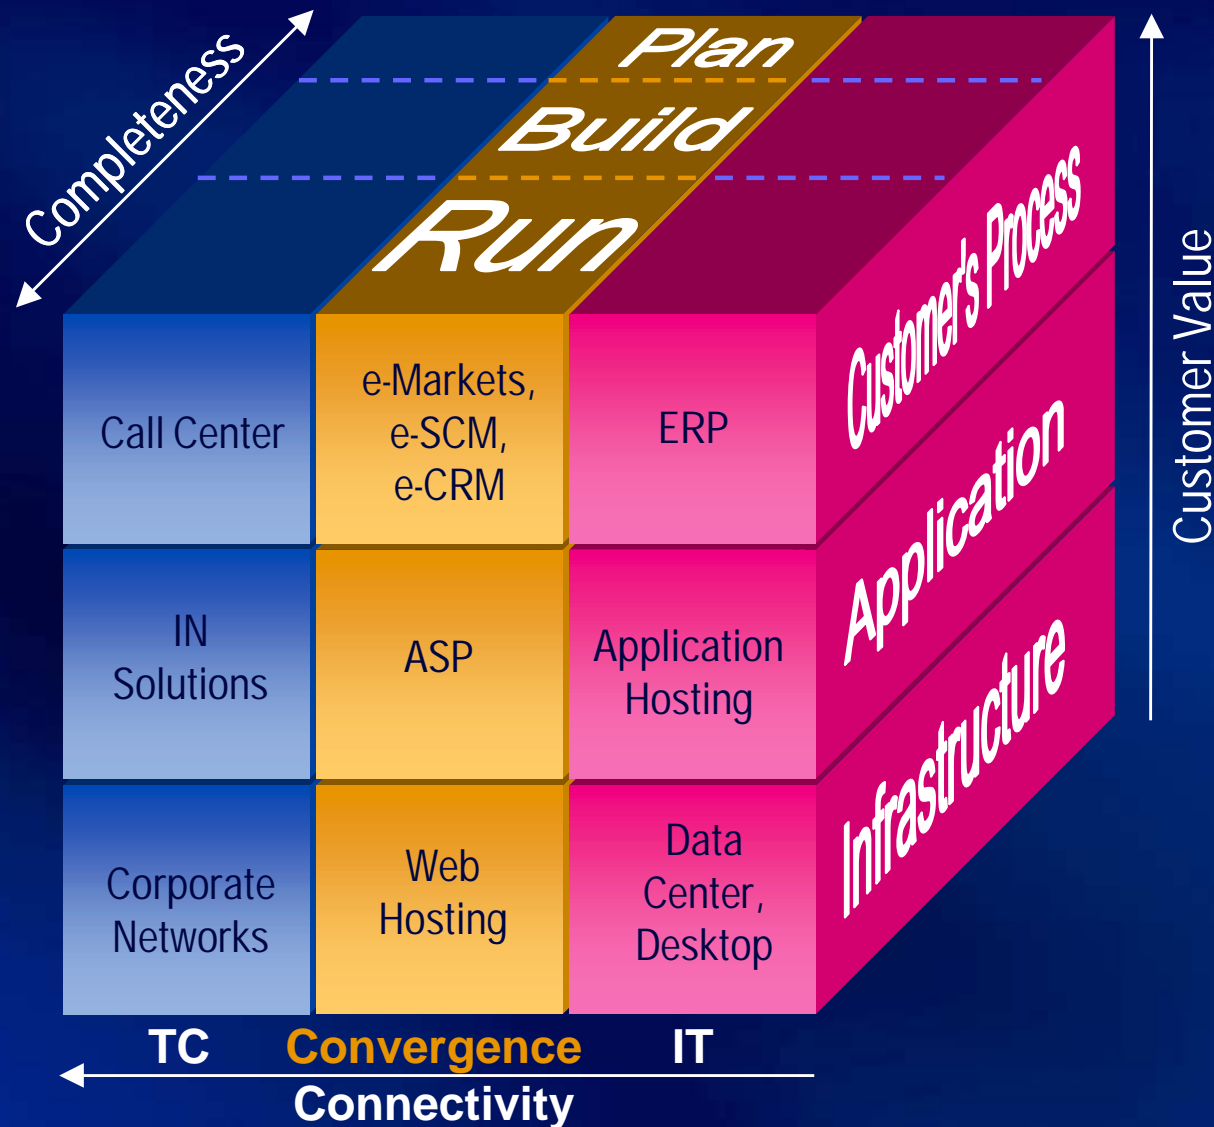 Completeness
Plan
Build
Run
Customer's Process
Application
Infrastructure
Customer Value
Call Center
e-Markets,
e-SCM,
e-CRM
ERP
IN
Solutions
ASP
Application
Hosting
Corporate
Networks
Web
Hosting
Data
Center,
Desktop
TC
Convergence
IT
Connectivity